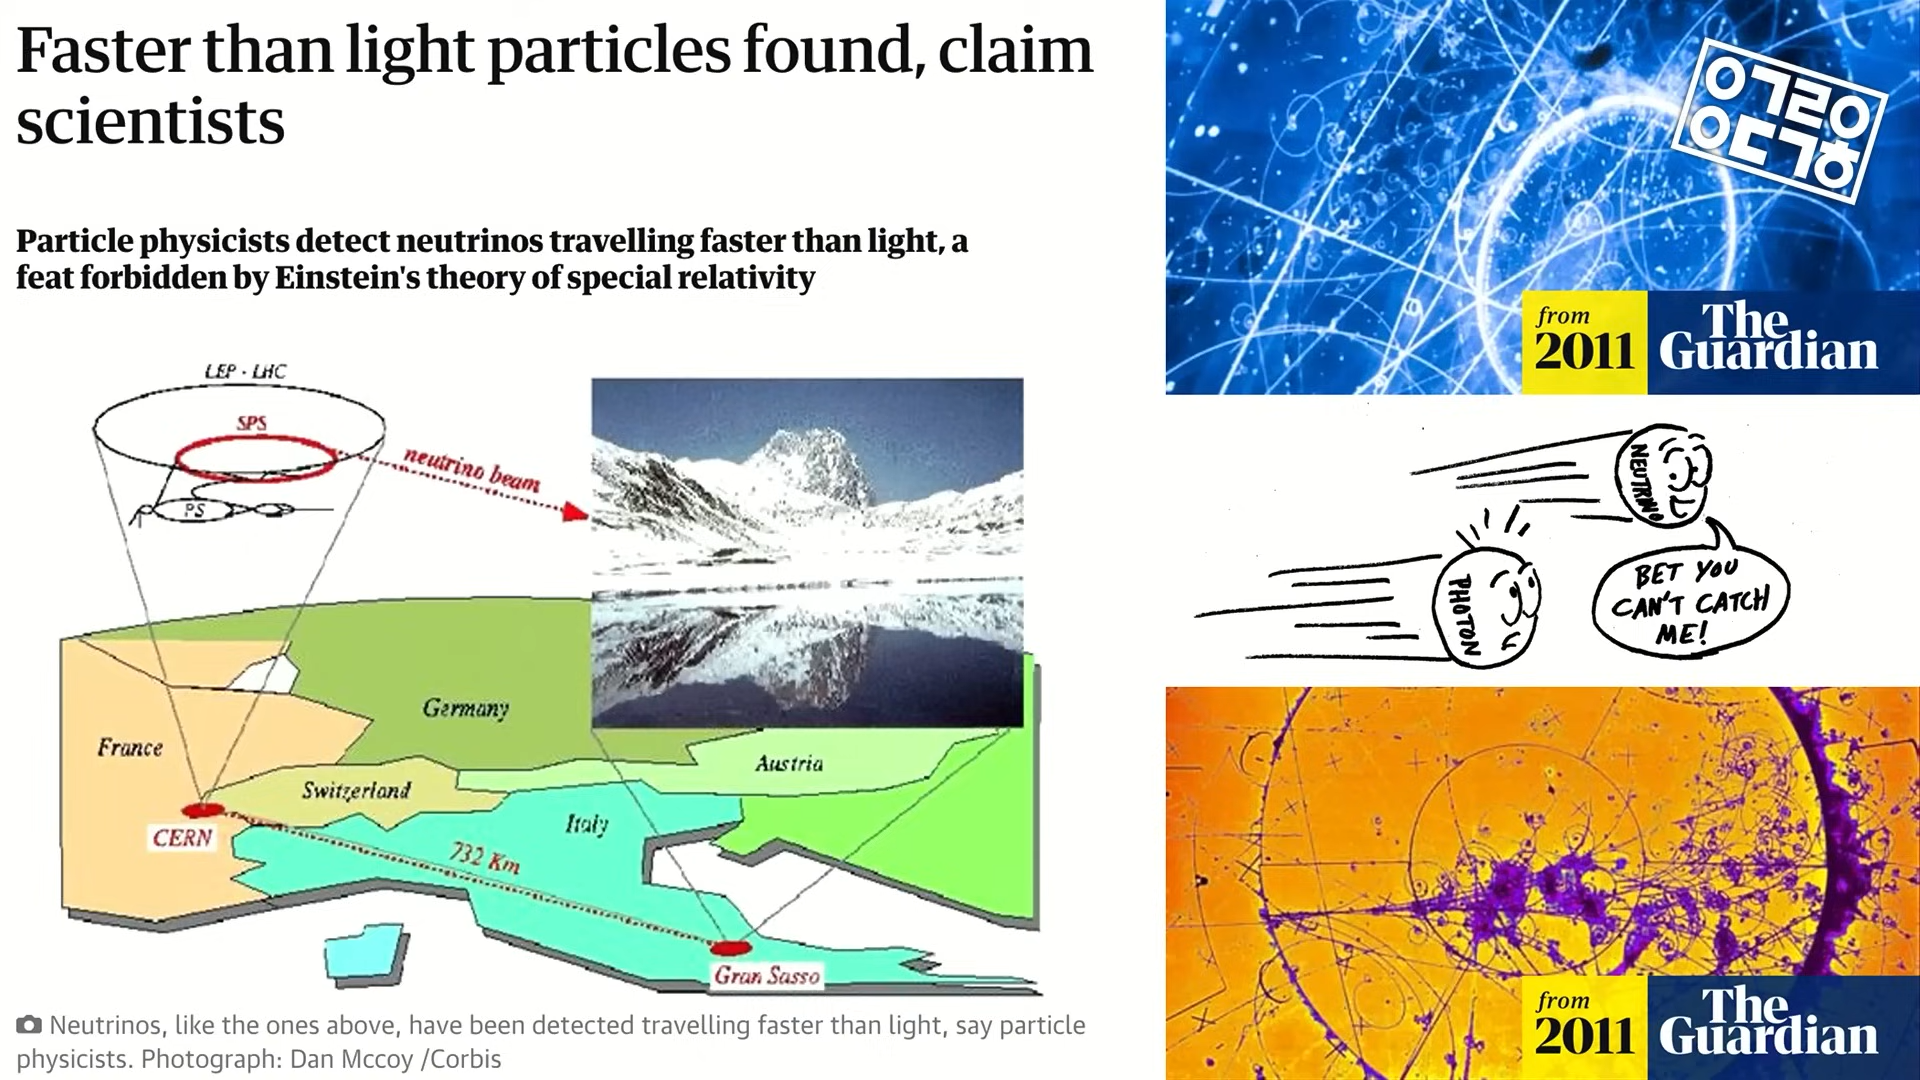 Faster than light particles found, claim
scientists
Particle physicists detect neutrinos travelling faster than light, a
feat forbidden by Einstein's theory of special relativity
LEP - LHC
SPS
PS
neutrino beam
France
Germany
Switzerland
Austria
Italy
CERN
732 Km
Gran Sasso
Neutrinos, like the ones above, have been detected travelling faster than light, say particle
physicists. Photograph: Dan Mccoy /Corbis
from
2011
The
Guardian
NEUTRINO
PHOTON
BET YOU
CAN'T CATCH
ME!
from
2011
The
Guardian